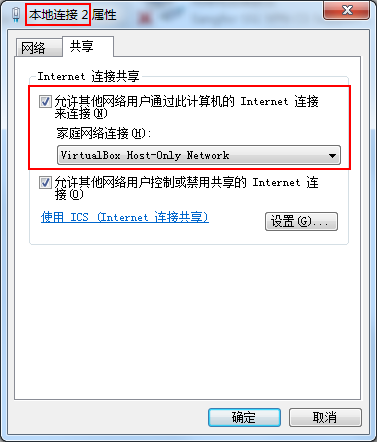 本地连接 2 属性
网络
共享
Internet 连接共享
允许其他网络用户通过此计算机的 Internet 连接
来连接(N)
家庭网络连接(H):
VirtualBox Host-Only Network
允许其他网络用户控制或禁用共享的 Internet 连
接(O)
使用 ICS (Internet 连接共享)
设置(G)...
确定
取消